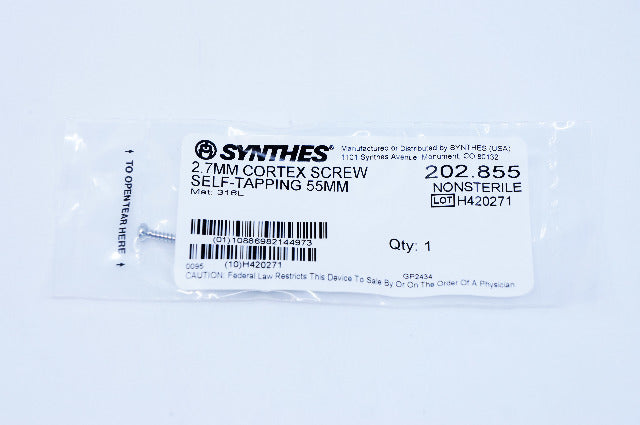 TO OPEN TEAR HERE
SYNTHES®
Manufactured or Distributed by SYNTHES (USA)
1101 Synthes Avenue, Monument, CO 80132
2.7MM CORTEX SCREW
SELF-TAPPING 55MM
Mat: 316L
202.855
NONSTERILE
LOT H420271
(01)10886982144973
Qty: 1
(10)H420271
0095
GP2434
CAUTION: Federal Law Restricts This Device To Sale By Or On The Order Of A Physician.